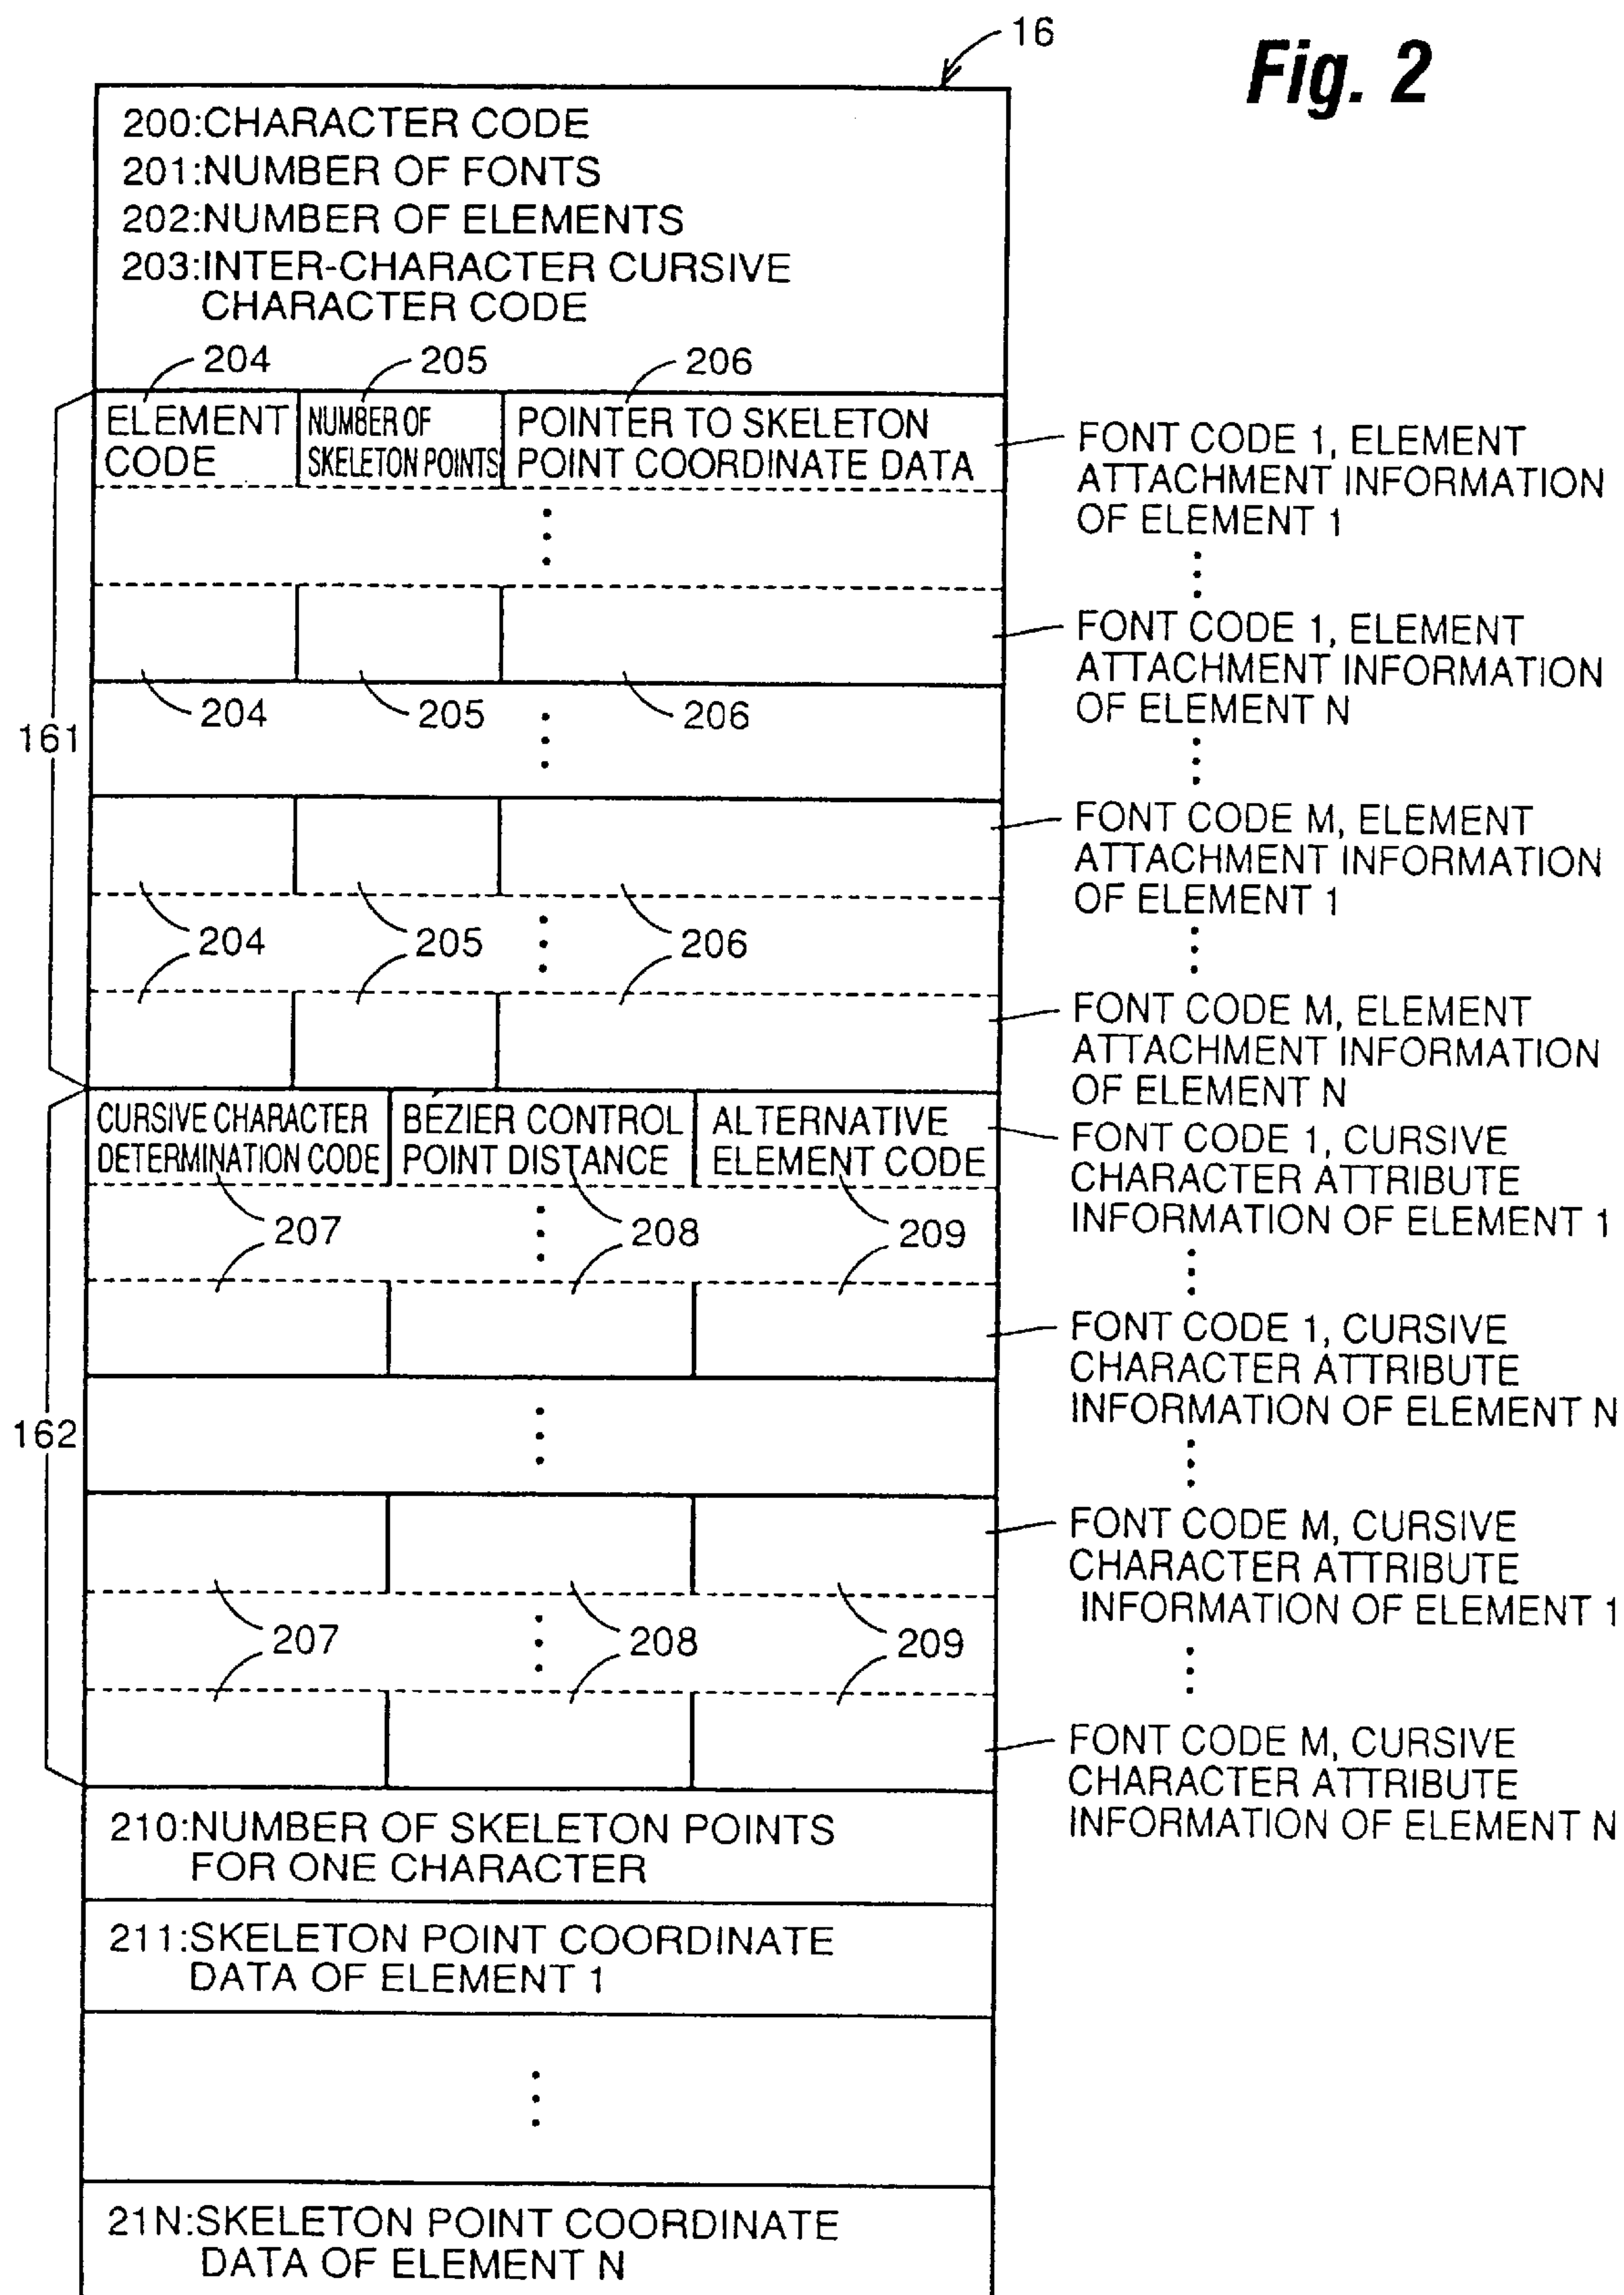 16
Fig. 2
200:CHARACTER CODE
201:NUMBER OF FONTS
202:NUMBER OF ELEMENTS
203:INTER-CHARACTER CURSIVE
CHARACTER CODE
204 205 206
ELEMENT
CODE
NUMBER OF
SKELETON POINTS
POINTER TO SKELETON
POINT COORDINATE DATA
FONT CODE 1, ELEMENT
ATTACHMENT INFORMATION
OF ELEMENT 1
FONT CODE 1, ELEMENT
ATTACHMENT INFORMATION
OF ELEMENT N
204 205 206
161
FONT CODE M, ELEMENT
ATTACHMENT INFORMATION
OF ELEMENT 1
204 205 206
FONT CODE M, ELEMENT
ATTACHMENT INFORMATION
OF ELEMENT N
CURSIVE CHARACTER
DETERMINATION CODE
BÉZIER CONTROL
POINT DISTANCE
ALTERNATIVE
ELEMENT CODE
FONT CODE 1, CURSIVE
CHARACTER ATTRIBUTE
INFORMATION OF ELEMENT 1
207 208 209
FONT CODE 1, CURSIVE
CHARACTER ATTRIBUTE
INFORMATION OF ELEMENT N
162
FONT CODE M, CURSIVE
CHARACTER ATTRIBUTE
INFORMATION OF ELEMENT 1
207 208 209
FONT CODE M, CURSIVE
CHARACTER ATTRIBUTE
INFORMATION OF ELEMENT N
210:NUMBER OF SKELETON POINTS
FOR ONE CHARACTER
211:SKELETON POINT COORDINATE
DATA OF ELEMENT 1
21N:SKELETON POINT COORDINATE
DATA OF ELEMENT N